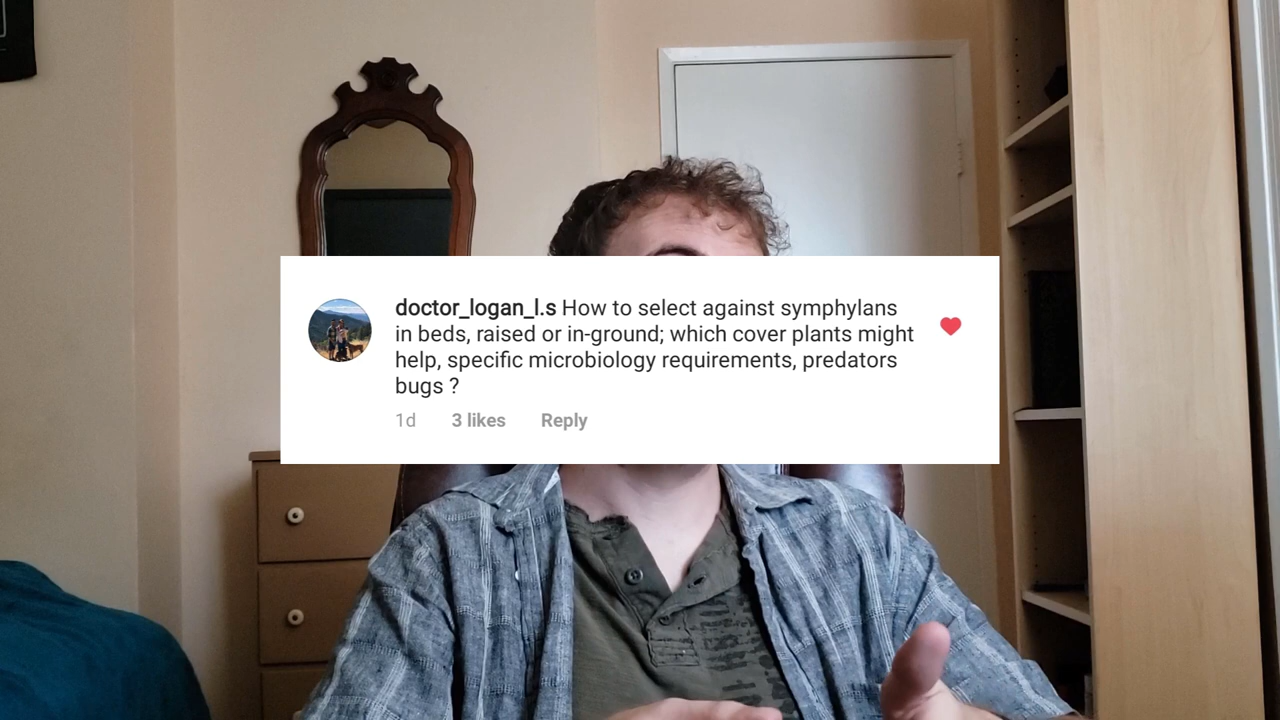 doctor_logan_l.s How to select against symphylans
in beds, raised or in-ground; which cover plants might
help, specific microbiology requirements, predators
bugs ?
1d 3 likes Reply